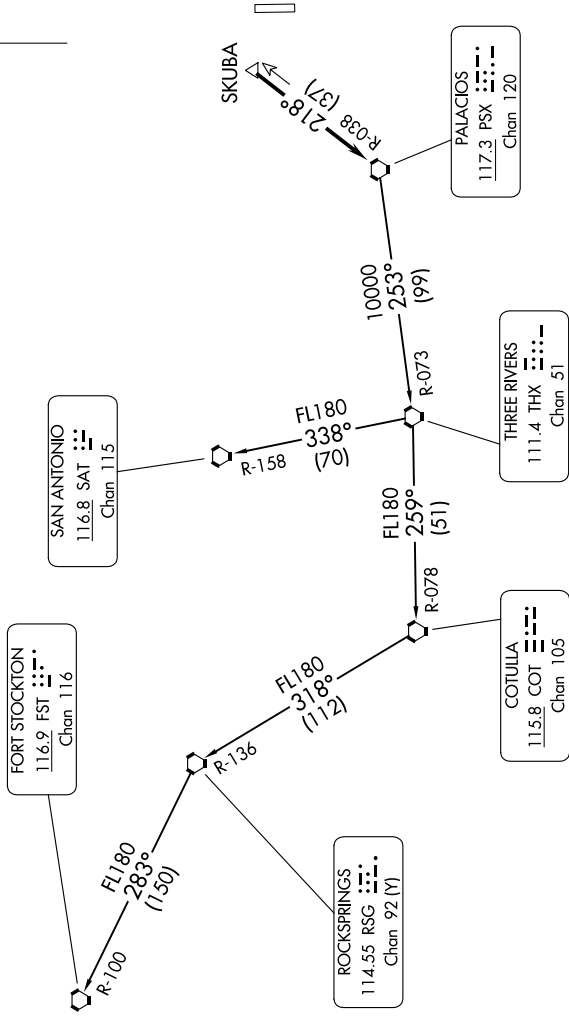 SKUBA
218°
R-038
(37)
PALACIOS
117.3 PSX
Chan 120
10000
253°
(99)
R-073
THREE RIVERS
111.4 THX
Chan 51
FL180
338°
(70)
R-158
SAN ANTONIO
116.8 SAT
Chan 115
FL180
259°
(51)
R-078
COTULLA
115.8 COT
Chan 105
FL180
318°
(112)
R-136
ROCKSPRINGS
114.55 RSG
Chan 92 (Y)
FL180
283°
(150)
R-100
FORT STOCKTON
116.9 FST
Chan 116